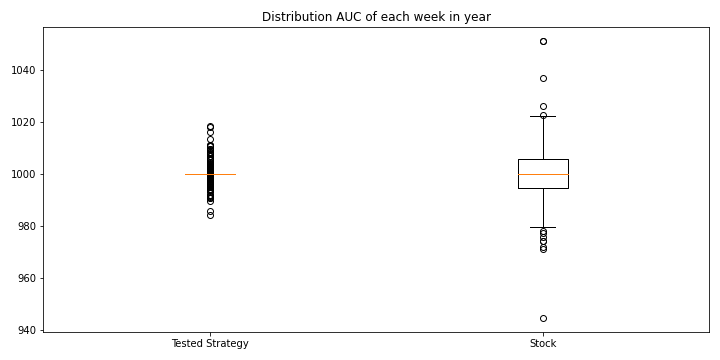 Distribution AUC of each week in year
1040
1020
1000
980
960
940
Tested Strategy
Stock